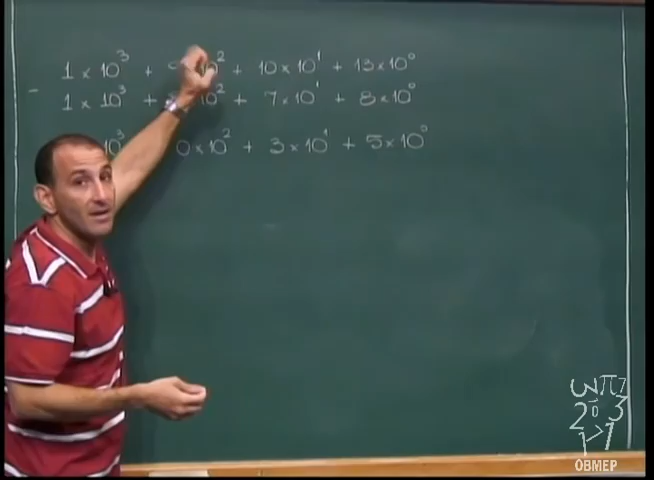 1 × 10³ + 10² + 10 × 10¹ + 13 × 10⁰
- 1 × 10³ + 10² + 7 × 10¹ + 8 × 10⁰
10³ 0 × 10² + 3 × 10¹ + 5 × 10⁰
OBMEP